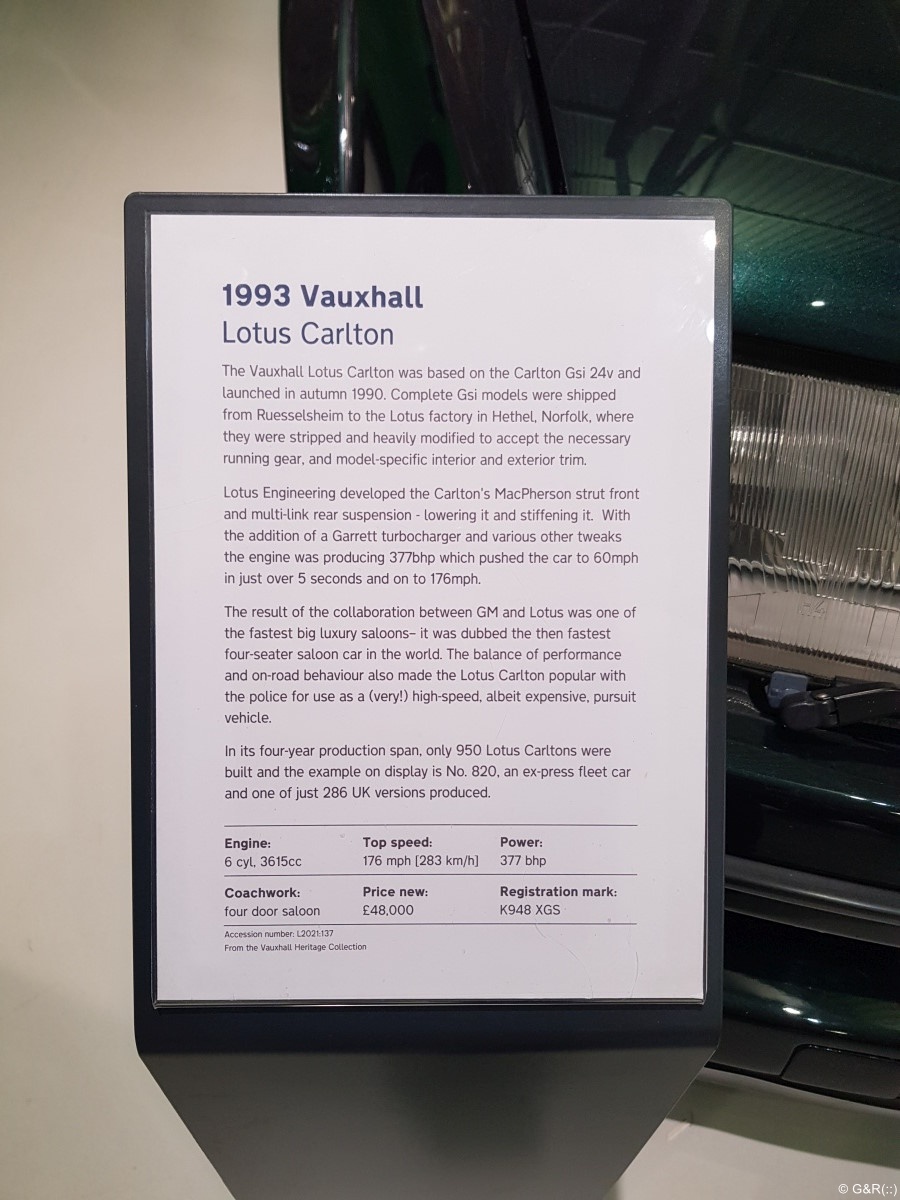 1993 Vauxhall
Lotus Carlton
The Vauxhall Lotus Carlton was based on the Carlton Gsi 24v and
launched in autumn 1990. Complete Gsi models were shipped
from Ruesselsheim to the Lotus factory in Hethel, Norfolk, where
they were stripped and heavily modified to accept the necessary
running gear, and model-specific interior and exterior trim.
Lotus Engineering developed the Carlton's MacPherson strut front
and multi-link rear suspension - lowering it and stiffening it. With
the addition of a Garrett turbocharger and various other tweaks
the engine was producing 377bhp which pushed the car to 60mph
in just over 5 seconds and on to 176mph.
The result of the collaboration between GM and Lotus was one of
the fastest big luxury saloons– it was dubbed the then fastest
four-seater saloon car in the world. The balance of performance
and on-road behaviour also made the Lotus Carlton popular with
the police for use as a (very!) high-speed, albeit expensive, pursuit
vehicle.
In its four-year production span, only 950 Lotus Carltons were
built and the example on display is No. 820, an ex-press fleet car
and one of just 286 UK versions produced.
Engine: Top speed: Power:
6 cyl, 3615cc 176 mph [283 km/h] 377 bhp
Coachwork: Price new: Registration mark:
four door saloon £48,000 K948 XGS
Accession number: L2021:137
From the Vauxhall Heritage Collection
© G&R(::)